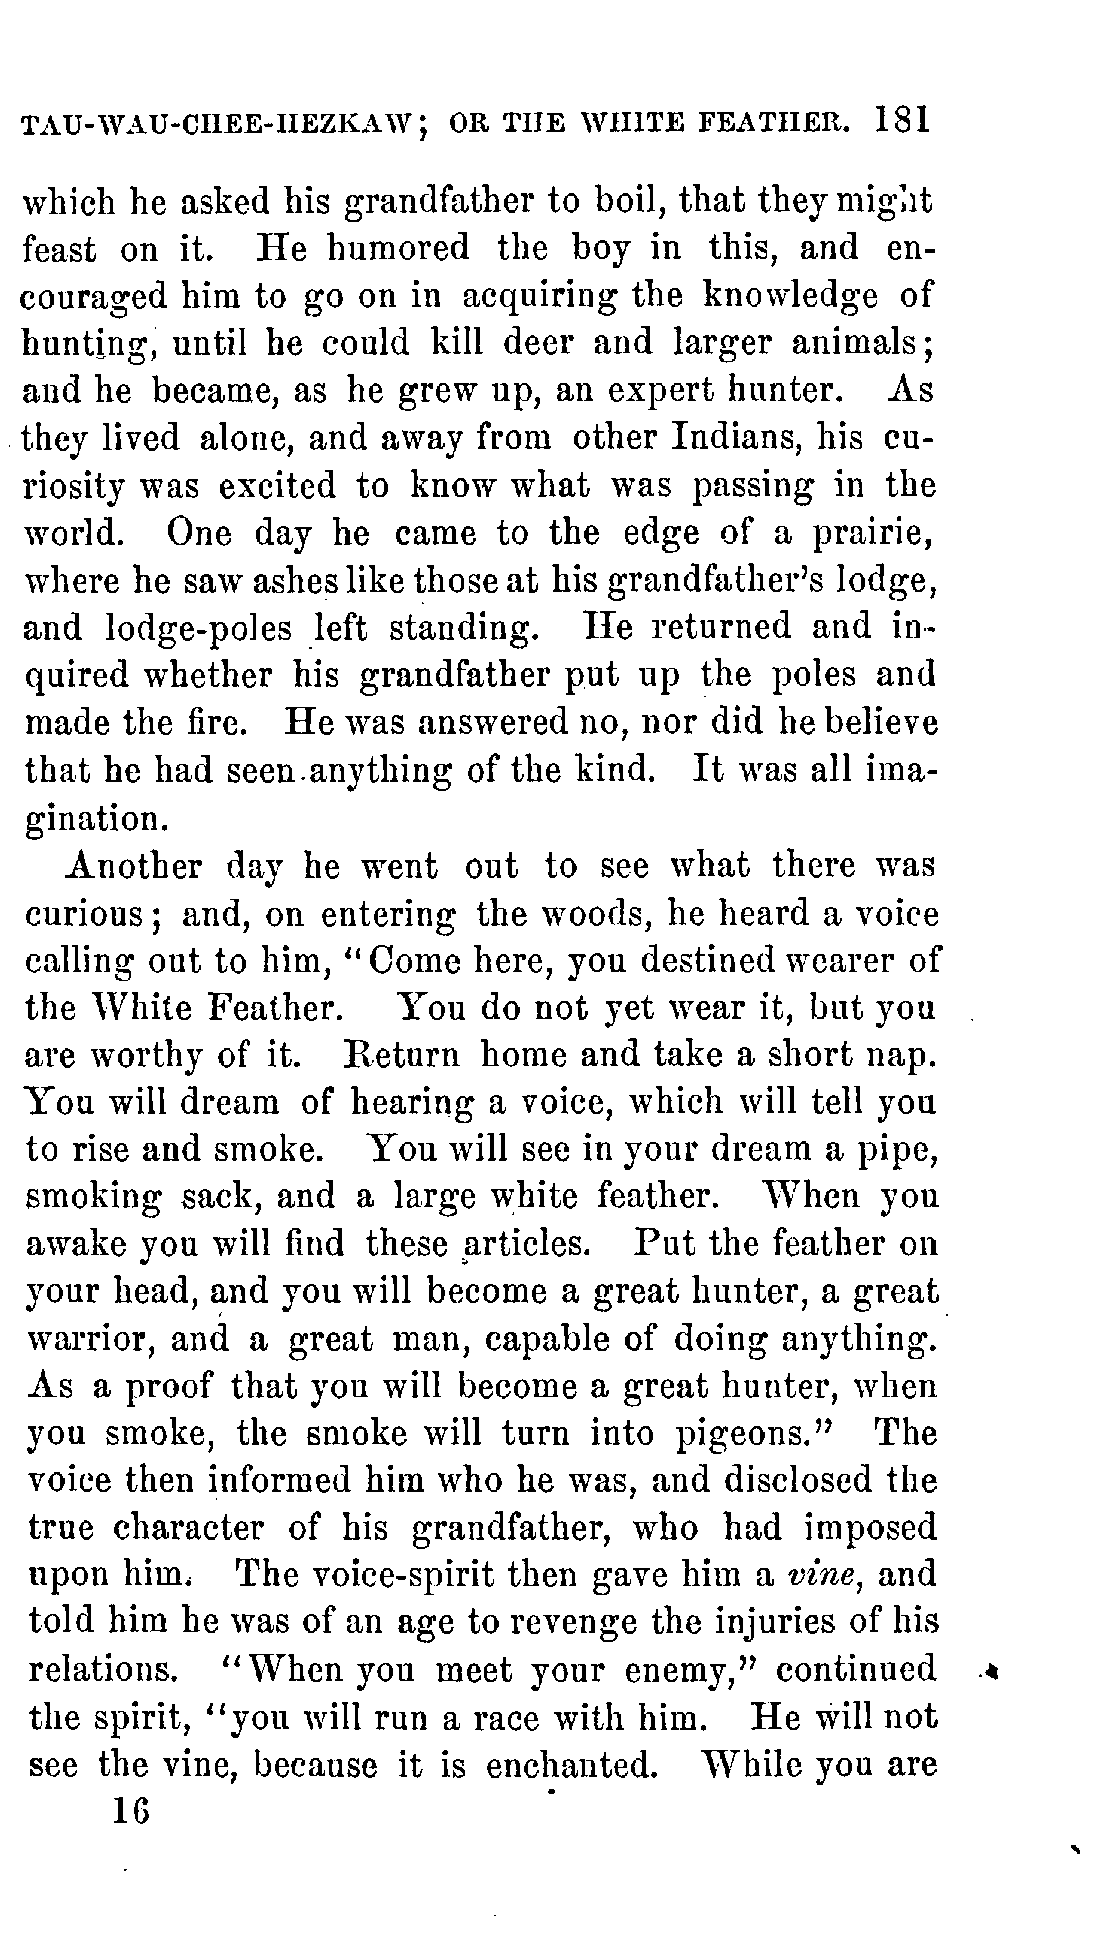 TAU-WAU-CHEE-HEZKAW; OR THE WHITE FEATHER. 181
which he asked his grandfather to boil, that they might
feast on it. He humored the boy in this, and en-
couraged him to go on in acquiring the knowledge of
hunting, until he could kill deer and larger animals;
and he became, as he grew up, an expert hunter. As
they lived alone, and away from other Indians, his cu-
riosity was excited to know what was passing in the
world. One day he came to the edge of a prairie,
where he saw ashes like those at his grandfather's lodge,
and lodge-poles left standing. He returned and in-
quired whether his grandfather put up the poles and
made the fire. He was answered no, nor did he believe
that he had seen anything of the kind. It was all ima-
gination.
Another day he went out to see what there was
curious; and, on entering the woods, he heard a voice
calling out to him, "Come here, you destined wearer of
the White Feather. You do not yet wear it, but you
are worthy of it. Return home and take a short nap.
You will dream of hearing a voice, which will tell you
to rise and smoke. You will see in your dream a pipe,
smoking sack, and a large white feather. When you
awake you will find these articles. Put the feather on
your head, and you will become a great hunter, a great
warrior, and a great man, capable of doing anything.
As a proof that you will become a great hunter, when
you smoke, the smoke will turn into pigeons." The
voice then informed him who he was, and disclosed the
true character of his grandfather, who had imposed
upon him. The voice-spirit then gave him a vine, and
told him he was of an age to revenge the injuries of his
relations. "When you meet your enemy," continued
the spirit, "you will run a race with him. He will not
see the vine, because it is enchanted. While you are
16